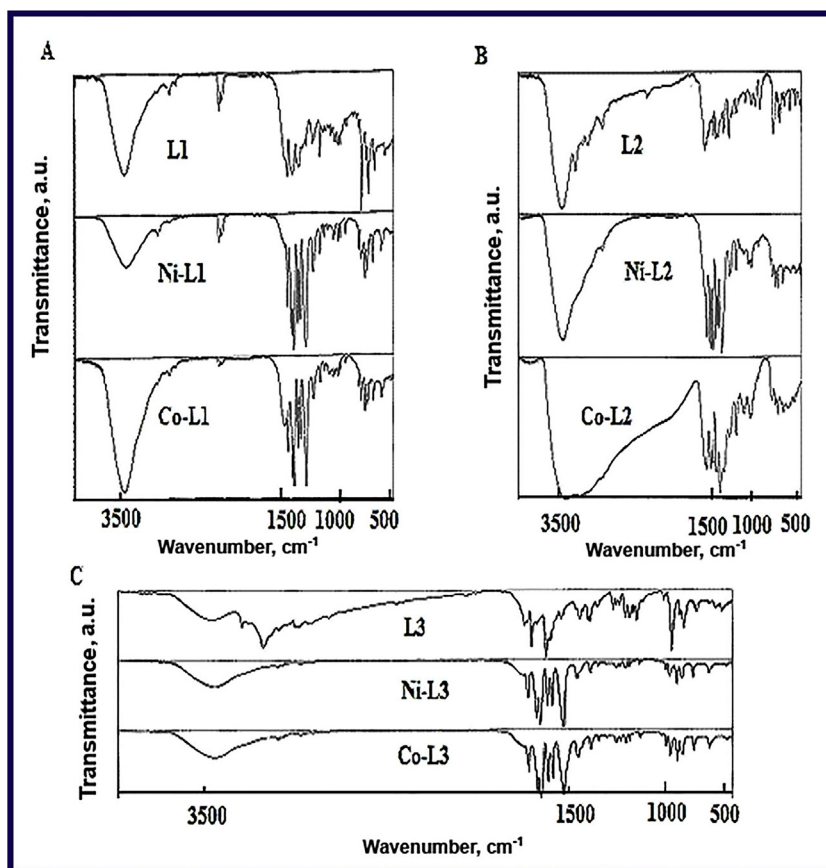 A
Transmittance, a.u.
L1
Ni-L1
Co-L1
3500 1500 1000 500
Wavenumber, cm⁻¹
B
Transmittance, a.u.
L2
Ni-L2
Co-L2
3500 1500 1000 500
Wavenumber, cm⁻¹
C
Transmittance, a.u.
L3
Ni-L3
Co-L3
3500 1500 1000 500
Wavenumber, cm⁻¹